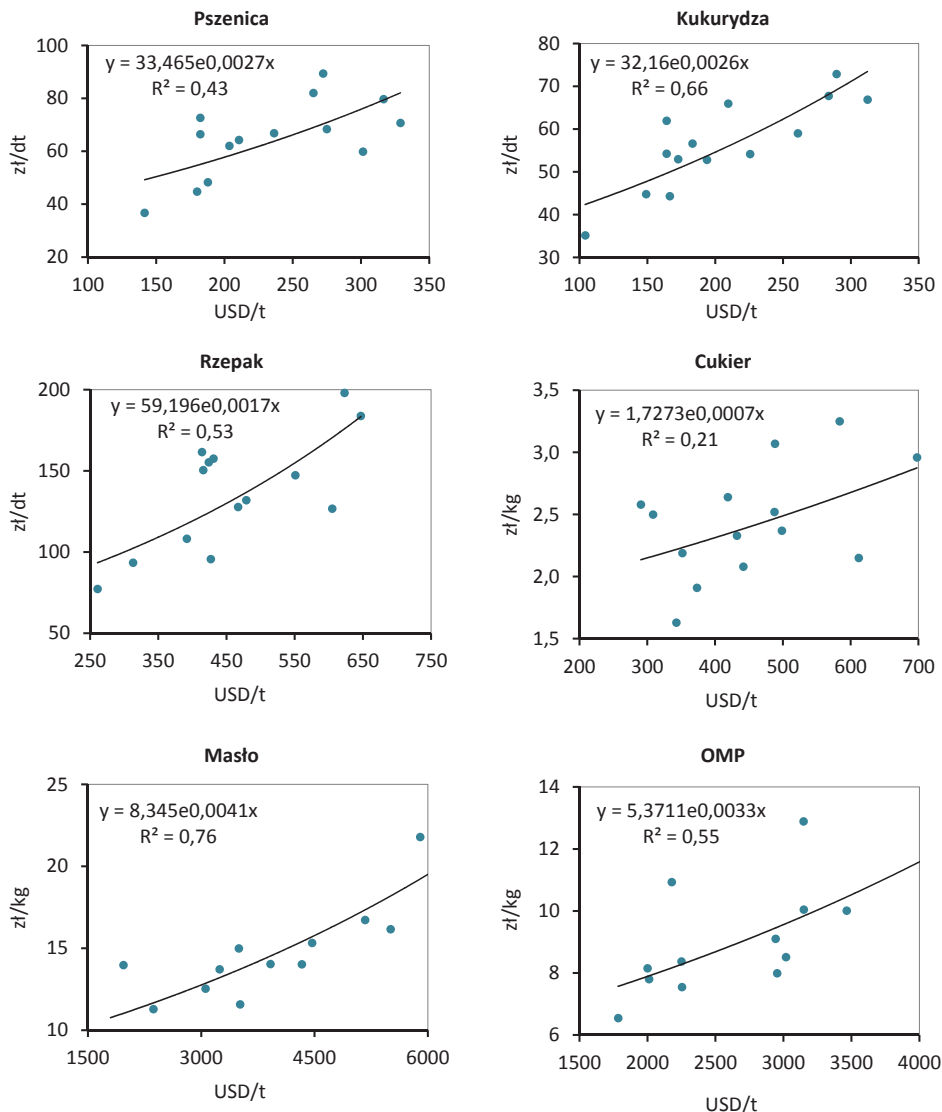 Pszenica
y = 33,465e0,0027x
R² = 0,43
zł/dt
100
80
60
40
20
100 150 200 250 300 350
USD/t
Kukurydza
y = 32,16e0,0026x
R² = 0,66
zł/dt
80
70
60
50
40
30
100 150 200 250 300 350
USD/t
Rzepak
y = 59,196e0,0017x
R² = 0,53
zł/dt
200
150
100
50
250 350 450 550 650 750
USD/t
Cukier
y = 1,7273e0,0007x
R² = 0,21
zł/kg
3,5
3,0
2,5
2,0
1,5
200 300 400 500 600 700
USD/t
Masło
y = 8,345e0,0041x
R² = 0,76
zł/kg
25
20
15
10
1500 3000 4500 6000
USD/t
OMP
y = 5,3711e0,0033x
R² = 0,55
zł/kg
14
12
10
8
6
1500 2000 2500 3000 3500 4000
USD/t